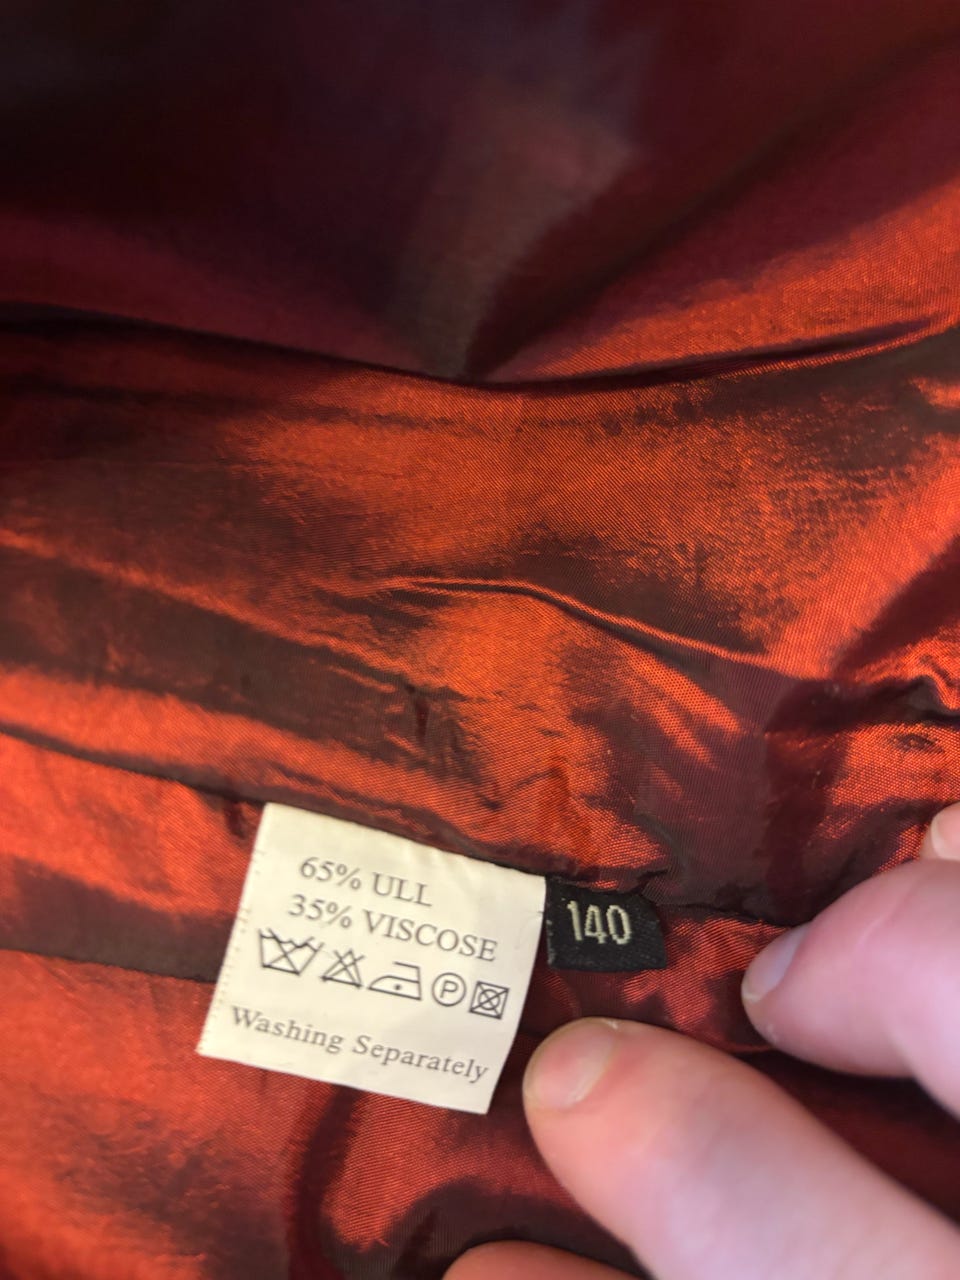 65% ULL
35% VISCOSE
140
P
Washing Separately